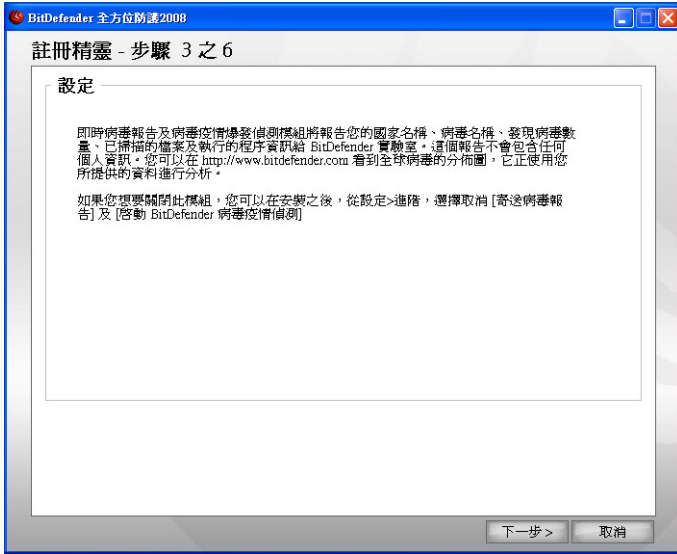 BitDefender 全方位防護2008
註冊精靈 - 步驟 3 之 6
設定
即時病毒報告及病毒疫情爆發偵測模組將報告您的國家名稱、病毒名稱、發現病毒數
量、已掃描的檔案及執行的程序資訊給 BitDefender 實驗室。這個報告不會包含任何
個人資訊。您可以在 http://www.bitdefender.com 看到全球病毒的分佈圖，它正使用您
所提供的資料進行分析。
如果您想要關閉此模組，您可以在安裝之後，從設定>進階，選擇取消 [寄送病毒報
告] 及 [啓動 BitDefender 病毒疫情偵測]
下一步 >
取消